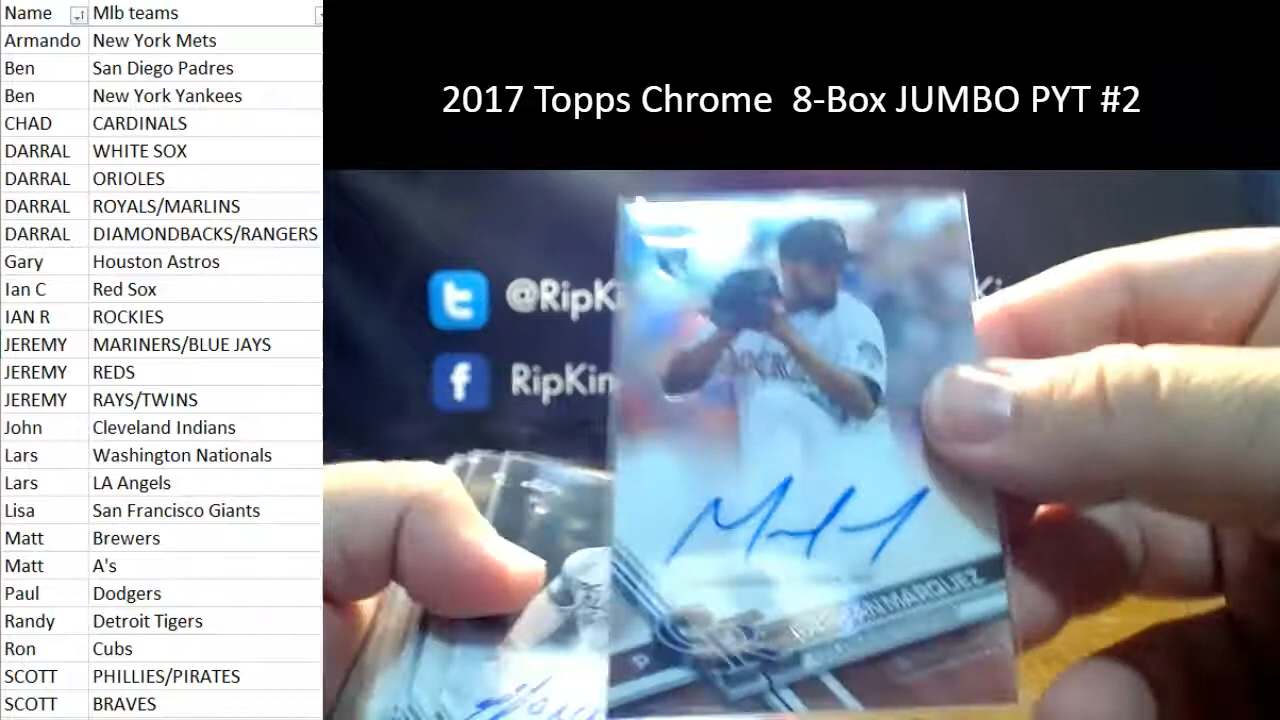 Name Mlb teams
Armando New York Mets
Ben San Diego Padres
Ben New York Yankees
CHAD CARDINALS
DARRAL WHITE SOX
DARRAL ORIOLES
DARRAL ROYALS/MARLINS
DARRAL DIAMONDBACKS/RANGERS
Gary Houston Astros
Ian C Red Sox
IAN R ROCKIES
JEREMY MARINERS/BLUE JAYS
JEREMY REDS
JEREMY RAYS/TWINS
John Cleveland Indians
Lars Washington Nationals
Lars LA Angels
Lisa San Francisco Giants
Matt Brewers
Matt A's
Paul Dodgers
Randy Detroit Tigers
Ron Cubs
SCOTT PHILLIES/PIRATES
SCOTT BRAVES
2017 Topps Chrome 8-Box JUMBO PYT #2
@RipKi
RipKin
MARQUEZ
P